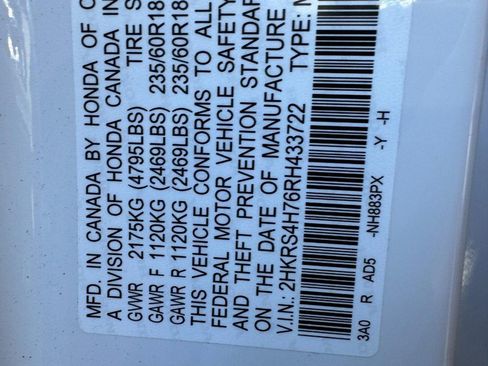 MFD. IN CANADA BY HONDA OF C
A DIVISION OF HONDA CANADA IN
GVWR 2175KG (4795LBS) TIRE S
GAWR F 1120KG (2469LBS) 235/60R18
GAWR R 1120KG (2469LBS) 235/60R18
THIS VEHICLE CONFORMS TO ALL
FEDERAL MOTOR VEHICLE SAFETY
AND THEFT PREVENTION STANDAR
ON THE DATE OF MANUFACTURE
V.I.N.: 2HKRS4H76RH433722 TYPE: M
3A0 R AD5 -NH883PX -Y -H